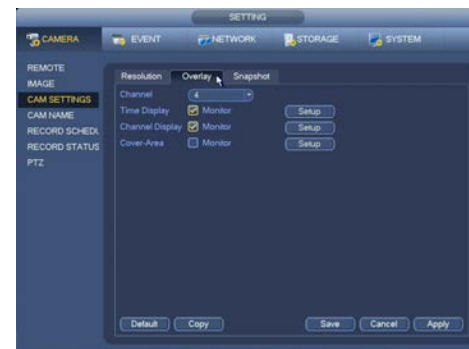 SETTING
CAMERA EVENT NETWORK STORAGE SYSTEM
REMOTE
IMAGE
CAM SETTINGS
CAM NAME
RECORD SCHEDL
RECORD STATUS
PTZ
Resolution Overlay Snapshot
Channel 4
Time Display Monitor Setup
Channel Display Monitor Setup
Cover-Area Monitor Setup
Default Copy Save Cancel Apply